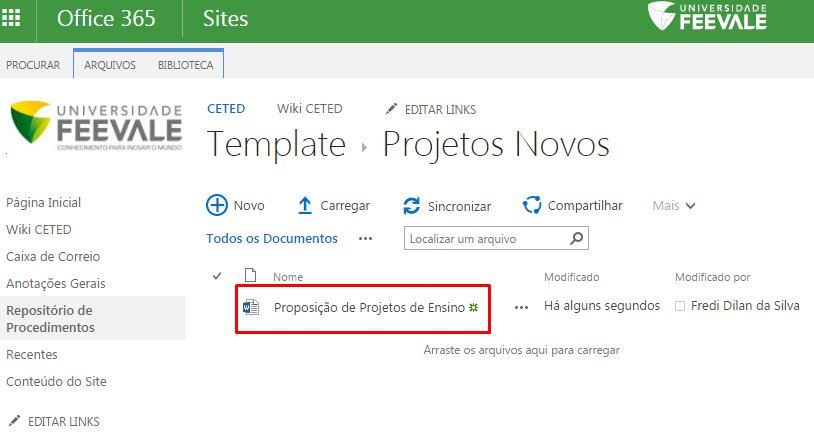 Office 365
Sites
UNIVERSIDADE
FEEVALE
PROCURAR
ARQUIVOS
BIBLIOTECA
UNIVERSIDADE
FEEVALE
CONHECIMENTO PARA INOVAR O MUNDO
CETED
Wiki CETED
EDITAR LINKS
Template ▸ Projetos Novos
Página Inicial
Wiki CETED
Caixa de Correio
Anotações Gerais
Repositório de
Procedimentos
Recentes
Conteúdo do Site
EDITAR LINKS
Novo
Carregar
Sincronizar
Compartilhar
Mais
Todos os Documentos
Localizar um arquivo
Nome
Modificado
Modificado por
Proposição de Projetos de Ensino
Há alguns segundos
Fredi Dilan da Silva
Arraste os arquivos aqui para carregar